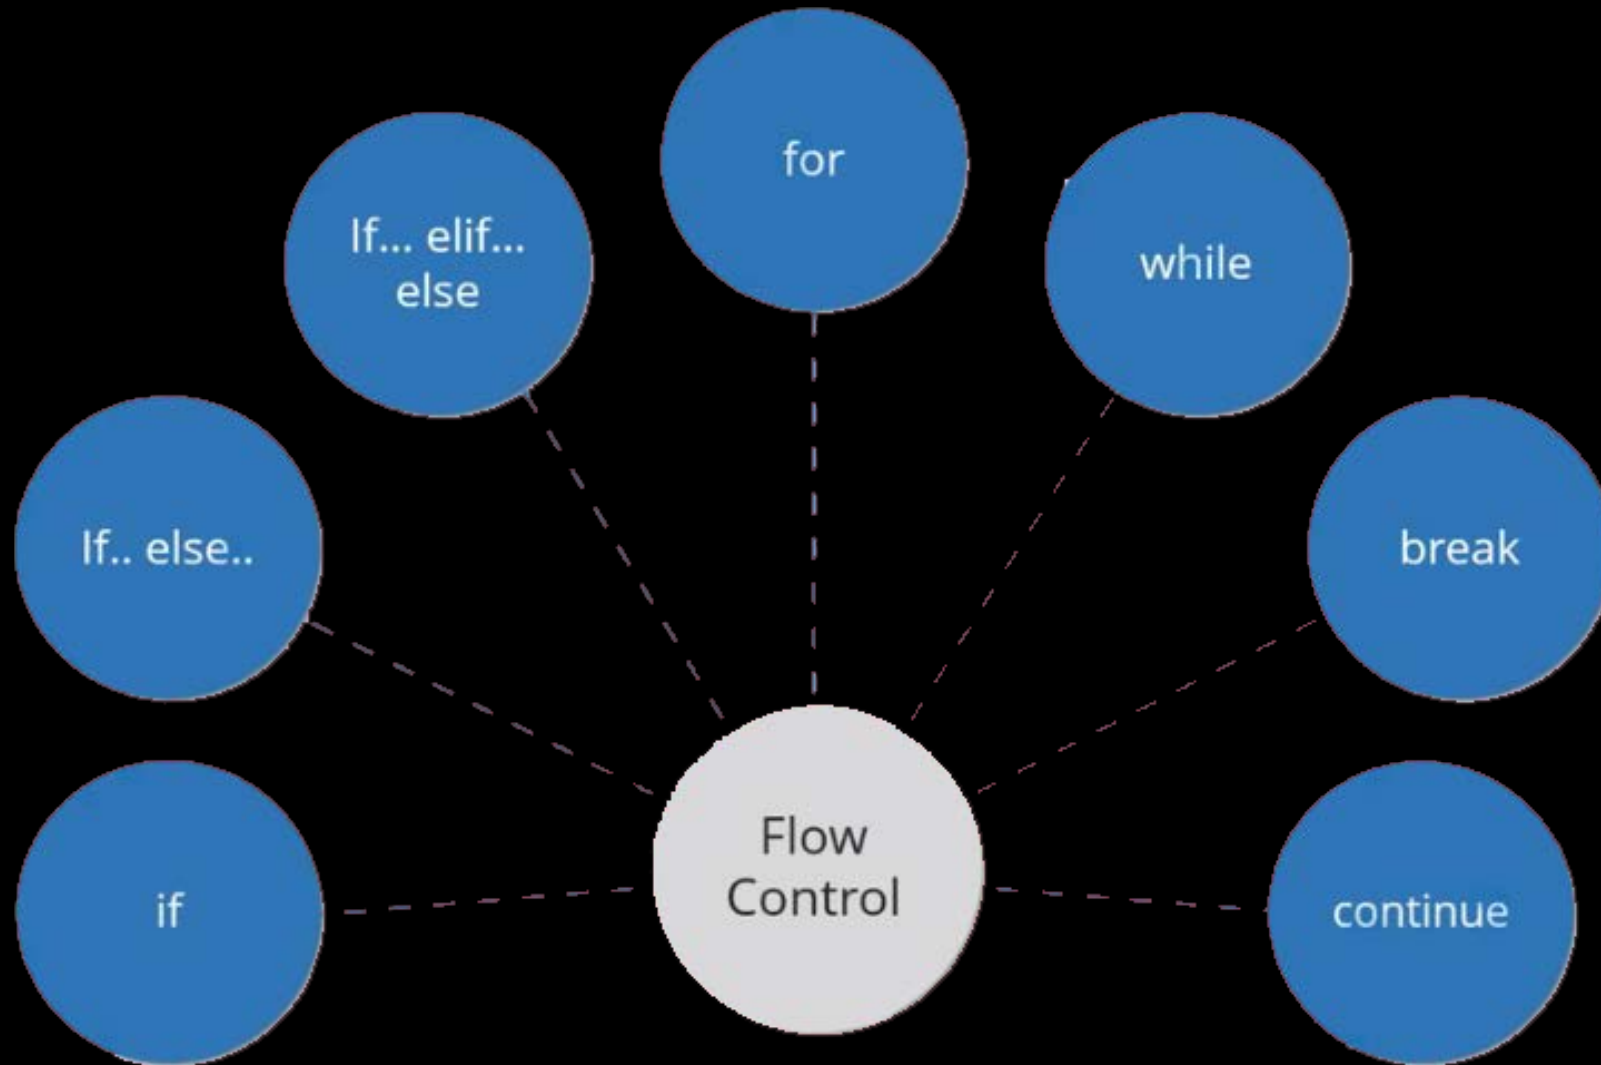 for
If... elif...
else
while
If.. else..
break
Flow
Control
if
continue